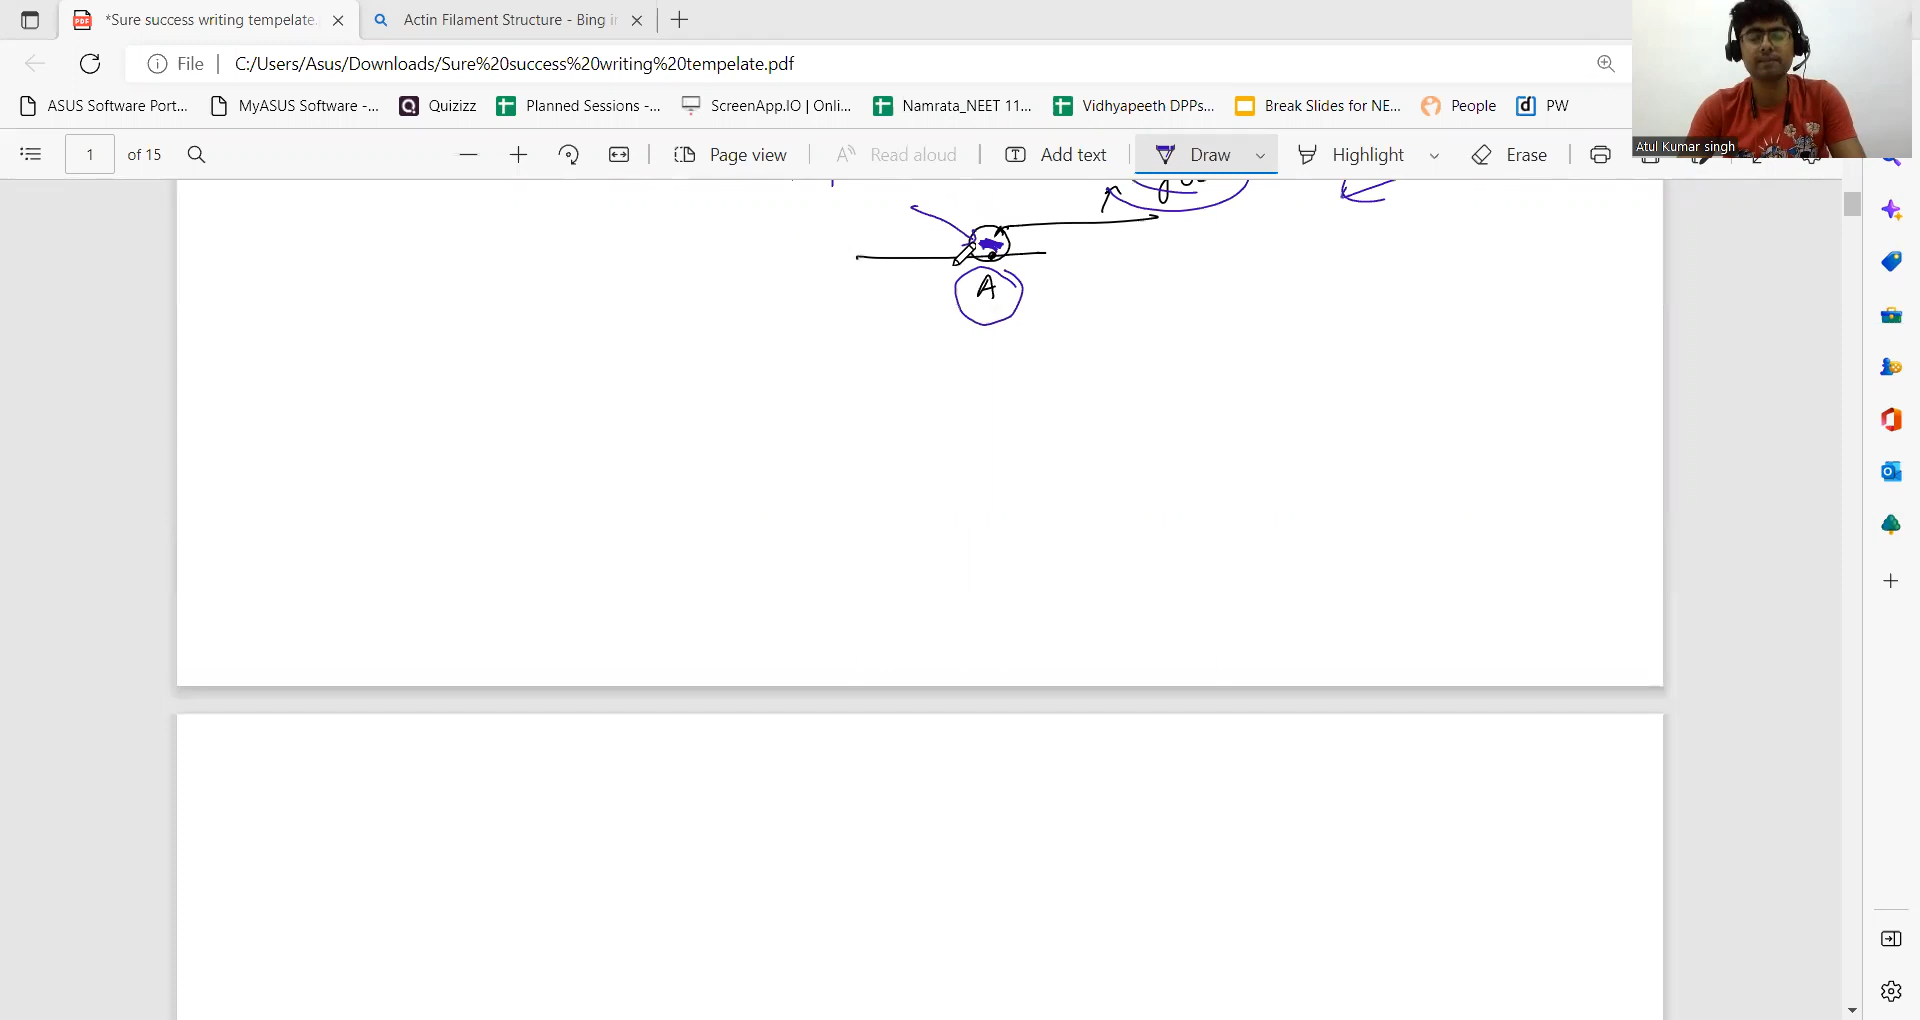 *Sure success writing tempelate.
Actin Filament Structure - Bing
File
C:/Users/Asus/Downloads/Sure%20success%20writing%20tempelate.pdf
ASUS Software Port...
MyASUS Software -...
Quizizz
Planned Sessions -...
ScreenApp.IO | Onli...
Namrata_NEET 11...
Vidhyapeeth DPPs...
Break Slides for NE...
People
PW
1 of 15
Page view
Read aloud
Add text
Draw
Highlight
Erase
Atul Kumar singh
A